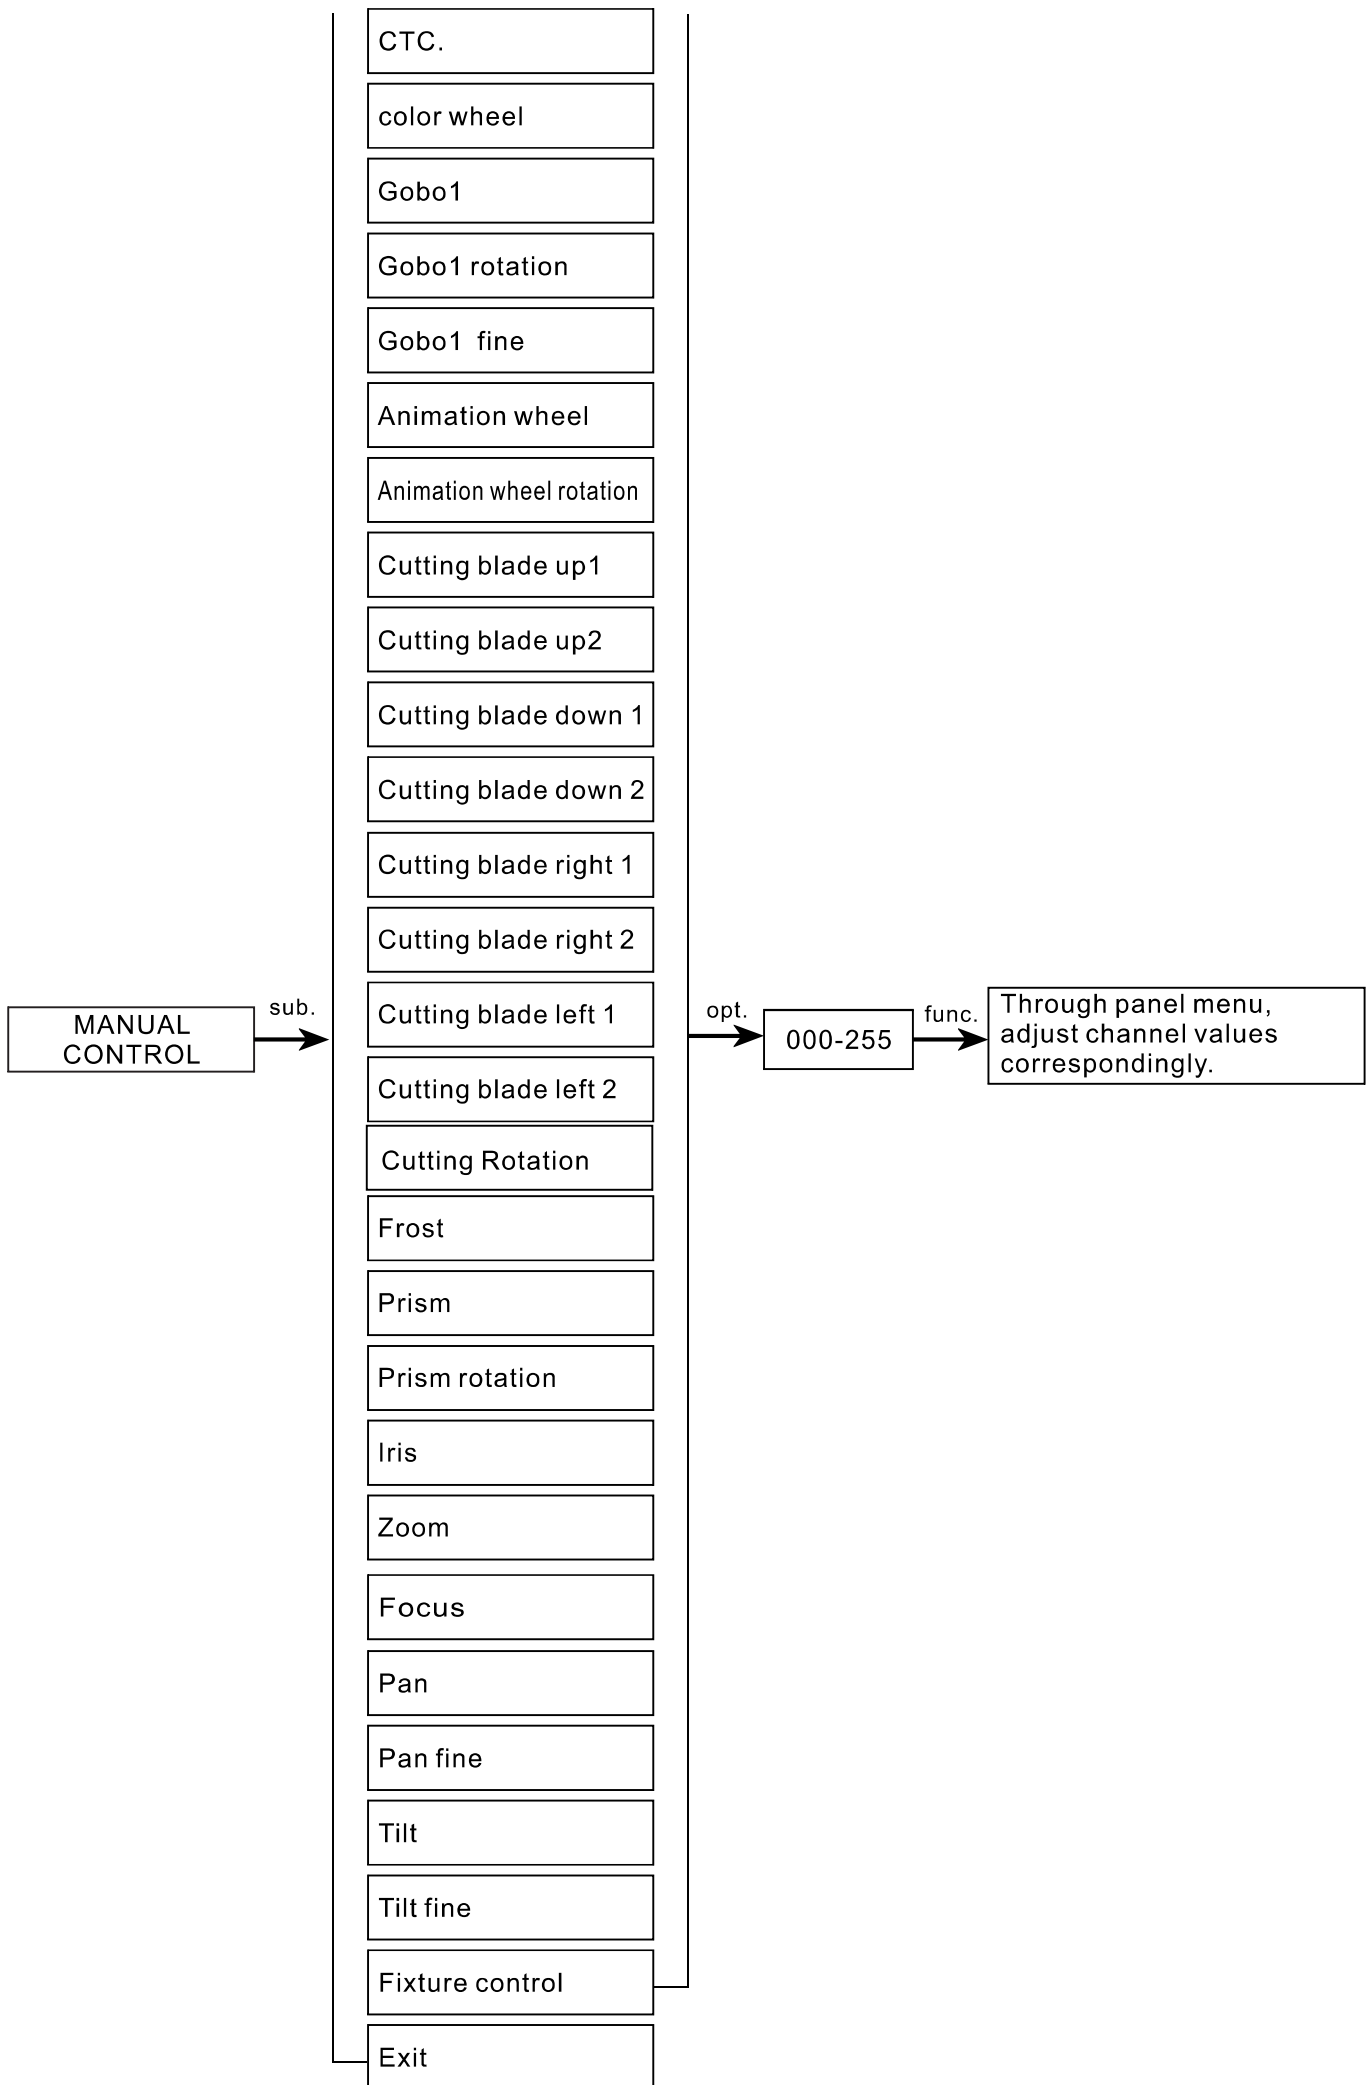 CTC.
color wheel
Gobo1
Gobo1 rotation
Gobo1 fine
Animation wheel
Animation wheel rotation
Cutting blade up1
Cutting blade up2
Cutting blade down 1
Cutting blade down 2
Cutting blade right 1
Cutting blade right 2
MANUAL
CONTROL
sub.
Cutting blade left 1
opt.
000-255
func.
Through panel menu,
adjust channel values
correspondingly.
Cutting blade left 2
Cutting Rotation
Frost
Prism
Prism rotation
Iris
Zoom
Focus
Pan
Pan fine
Tilt
Tilt fine
Fixture control
Exit